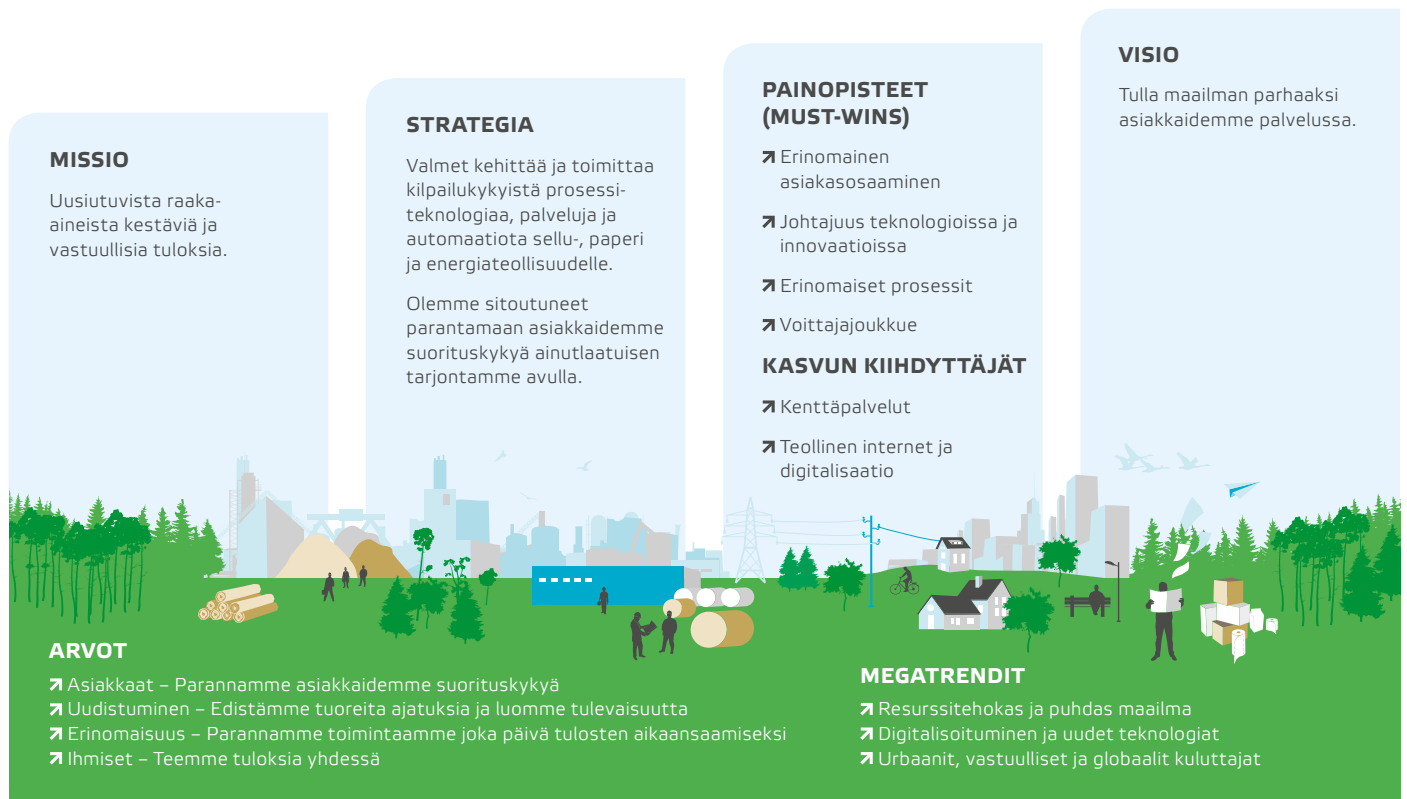 MISSIO
Uusiutuvista raaka-
aineista kestäviä ja
vastuullisia tuloksia.
STRATEGIA
Valmet kehittää ja toimittaa
kilpailukykyistä prosessi-
teknologiaa, palveluja ja
automaatiota sellu-, paperi
ja energiateollisuudelle.
Olemme sitoutuneet
parantamaan asiakkaidemme
suorituskykyä ainutlaatuisen
tarjontamme avulla.
PAINOPISTEET
(MUST-WINS)
Erinomainen
asiakasosaaminen
Johtajuus teknologioissa ja
innovaatioissa
Erinomaiset prosessit
Voittajajoukkue
KASVUN KIIHDYTTÄJÄT
Kenttäpalvelut
Teollinen internet ja
digitalisaatio
VISIO
Tulla maailman parhaaksi
asiakkaidemme palvelussa.
ARVOT
Asiakkaat – Parannamme asiakkaidemme suorituskykyä
Uudistuminen – Edistämme tuoreita ajatuksia ja luomme tulevaisuutta
Erinomaisuus – Parannamme toimintaamme joka päivä tulosten aikaansaamiseksi
Ihmiset – Teemme tuloksia yhdessä
MEGATRENDIT
Resurssitehokas ja puhdas maailma
Digitalisoituminen ja uudet teknologiat
Urbaanit, vastuulliset ja globaalit kuluttajat